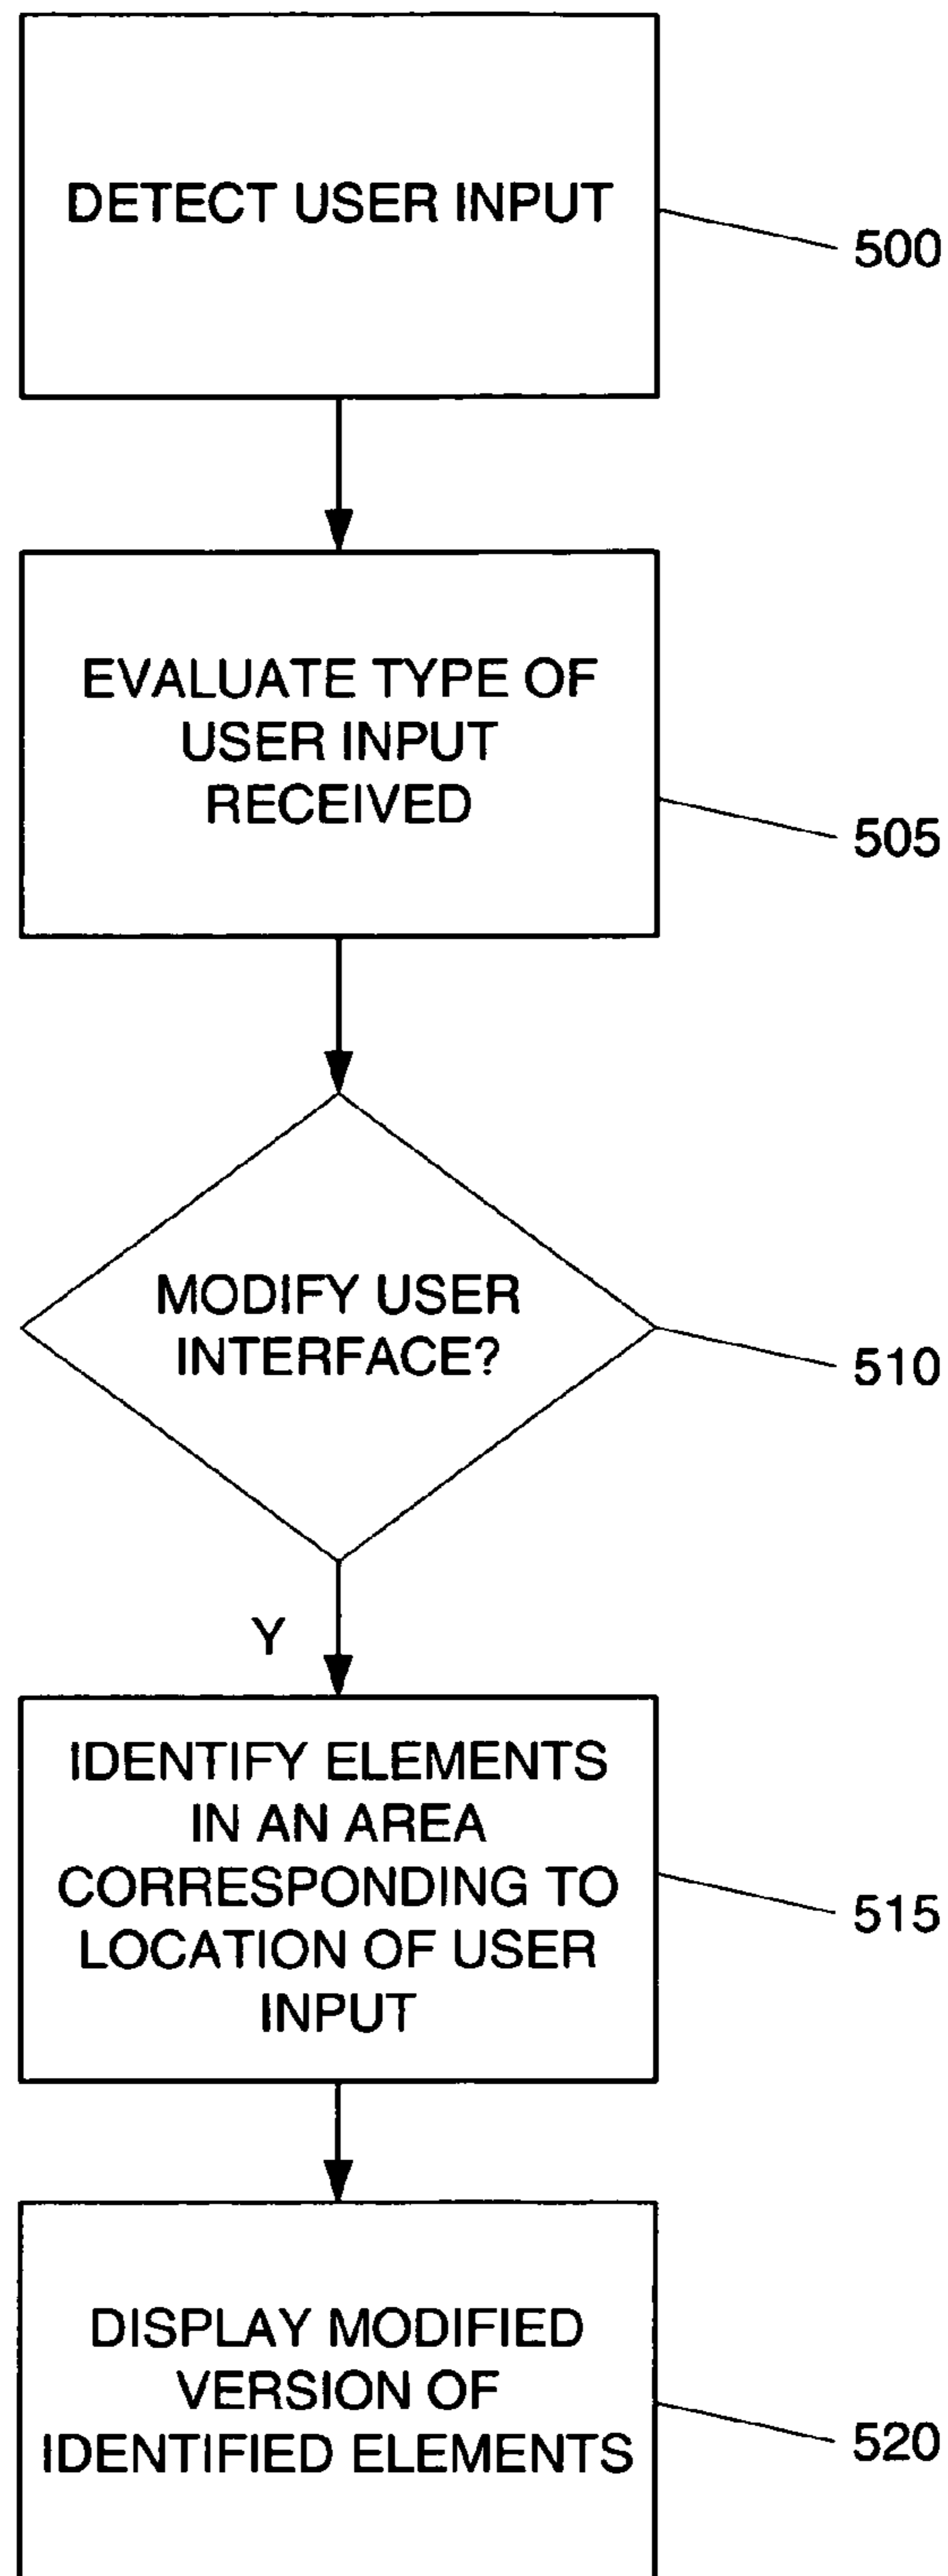 DETECT USER INPUT
500
EVALUATE TYPE OF
USER INPUT
RECEIVED
505
MODIFY USER
INTERFACE?
510
Y
IDENTIFY ELEMENTS
IN AN AREA
CORRESPONDING TO
LOCATION OF USER
INPUT
515
DISPLAY MODIFIED
VERSION OF
IDENTIFIED ELEMENTS
520